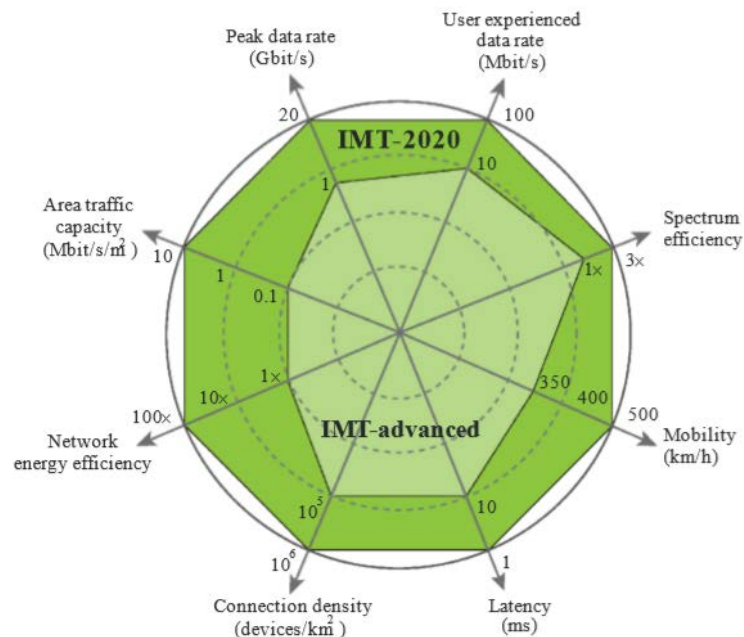 Peak data rate
(Gbit/s)
User experienced
data rate
(Mbit/s)
20
100
IMT-2020
1
10
Area traffic
capacity
(Mbit/s/m²)
Spectrum
efficiency
10
1
0.1
1×
3×
1×
10×
100×
350
400
500
Network
energy efficiency
IMT-advanced
Mobility
(km/h)
10⁵
10
10⁶
1
Connection density
(devices/km²)
Latency
(ms)